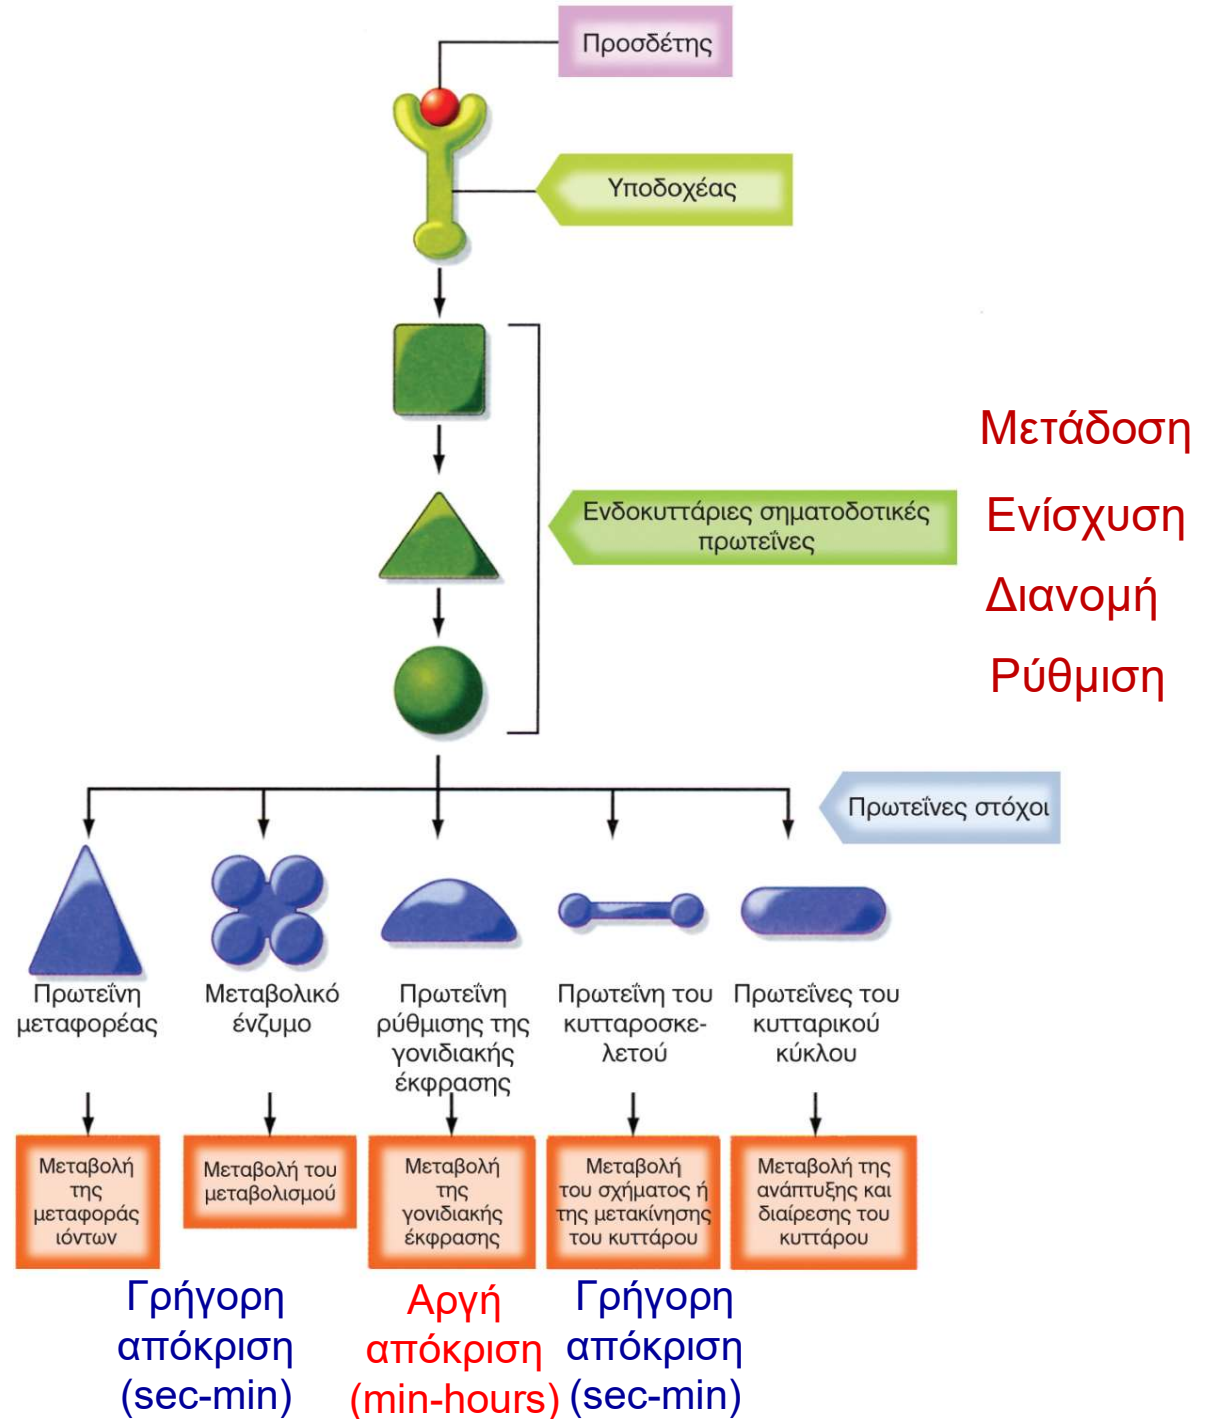 Προσδέτης
Υποδοχέας
Μετάδοση
Ενδοκυττάριες σηματοδοτικές
πρωτεΐνες
Ενίσχυση
Διανομή
Ρύθμιση
Πρωτεΐνες στόχοι
Πρωτεΐνη
μεταφορέας
Μεταβολικό
ένζυμο
Πρωτεΐνη
ρύθμισης της
γονιδιακής
έκφρασης
Πρωτεΐνη του
κυτταροσκε-
λετού
Πρωτεΐνες του
κυτταρικού
κύκλου
Μεταβολή
της
μεταφοράς
ιόντων
Μεταβολή του
μεταβολισμού
Μεταβολή
της
γονιδιακής
έκφρασης
Μεταβολή
του σχήματος ή
της μετακίνησης
του κυττάρου
Μεταβολή της
ανάπτυξης και
διαίρεσης του
κυττάρου
Γρήγορη
απόκριση
(sec-min)
Αργή
απόκριση
(min-hours)
Γρήγορη
απόκριση
(sec-min)